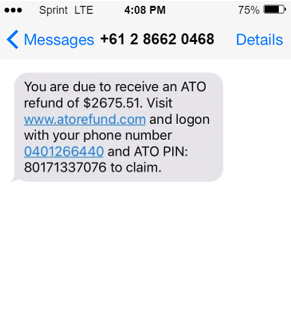 Sprint LTE 4:08 PM 75%
Messages +61 2 8662 0468 Details
You are due to receive an ATO
refund of $2675.51. Visit
www.atorefund.com and logon
with your phone number
0401266440 and ATO PIN:
80171337076 to claim.